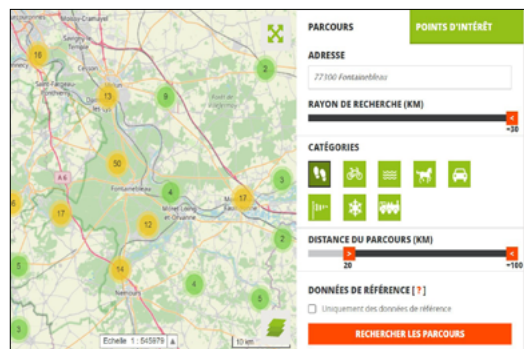 PARCOURS
POINTS D'INTÉRÊT
ADRESSE
77300 Fontainebleau
RAYON DE RECHERCHE (KM)
+30
CATÉGORIES
DISTANCE DU PARCOURS (KM)
20
+100
DONNÉES DE RÉFÉRENCE [?]
Uniquement des données de référence
RECHERCHER LES PARCOURS
16
2
13
9
50
3
A 6
Fontainebleau
4
17
17
12
2
14
Nemours
4
5
5
3
3
Echelle 1 : 545979
10 km